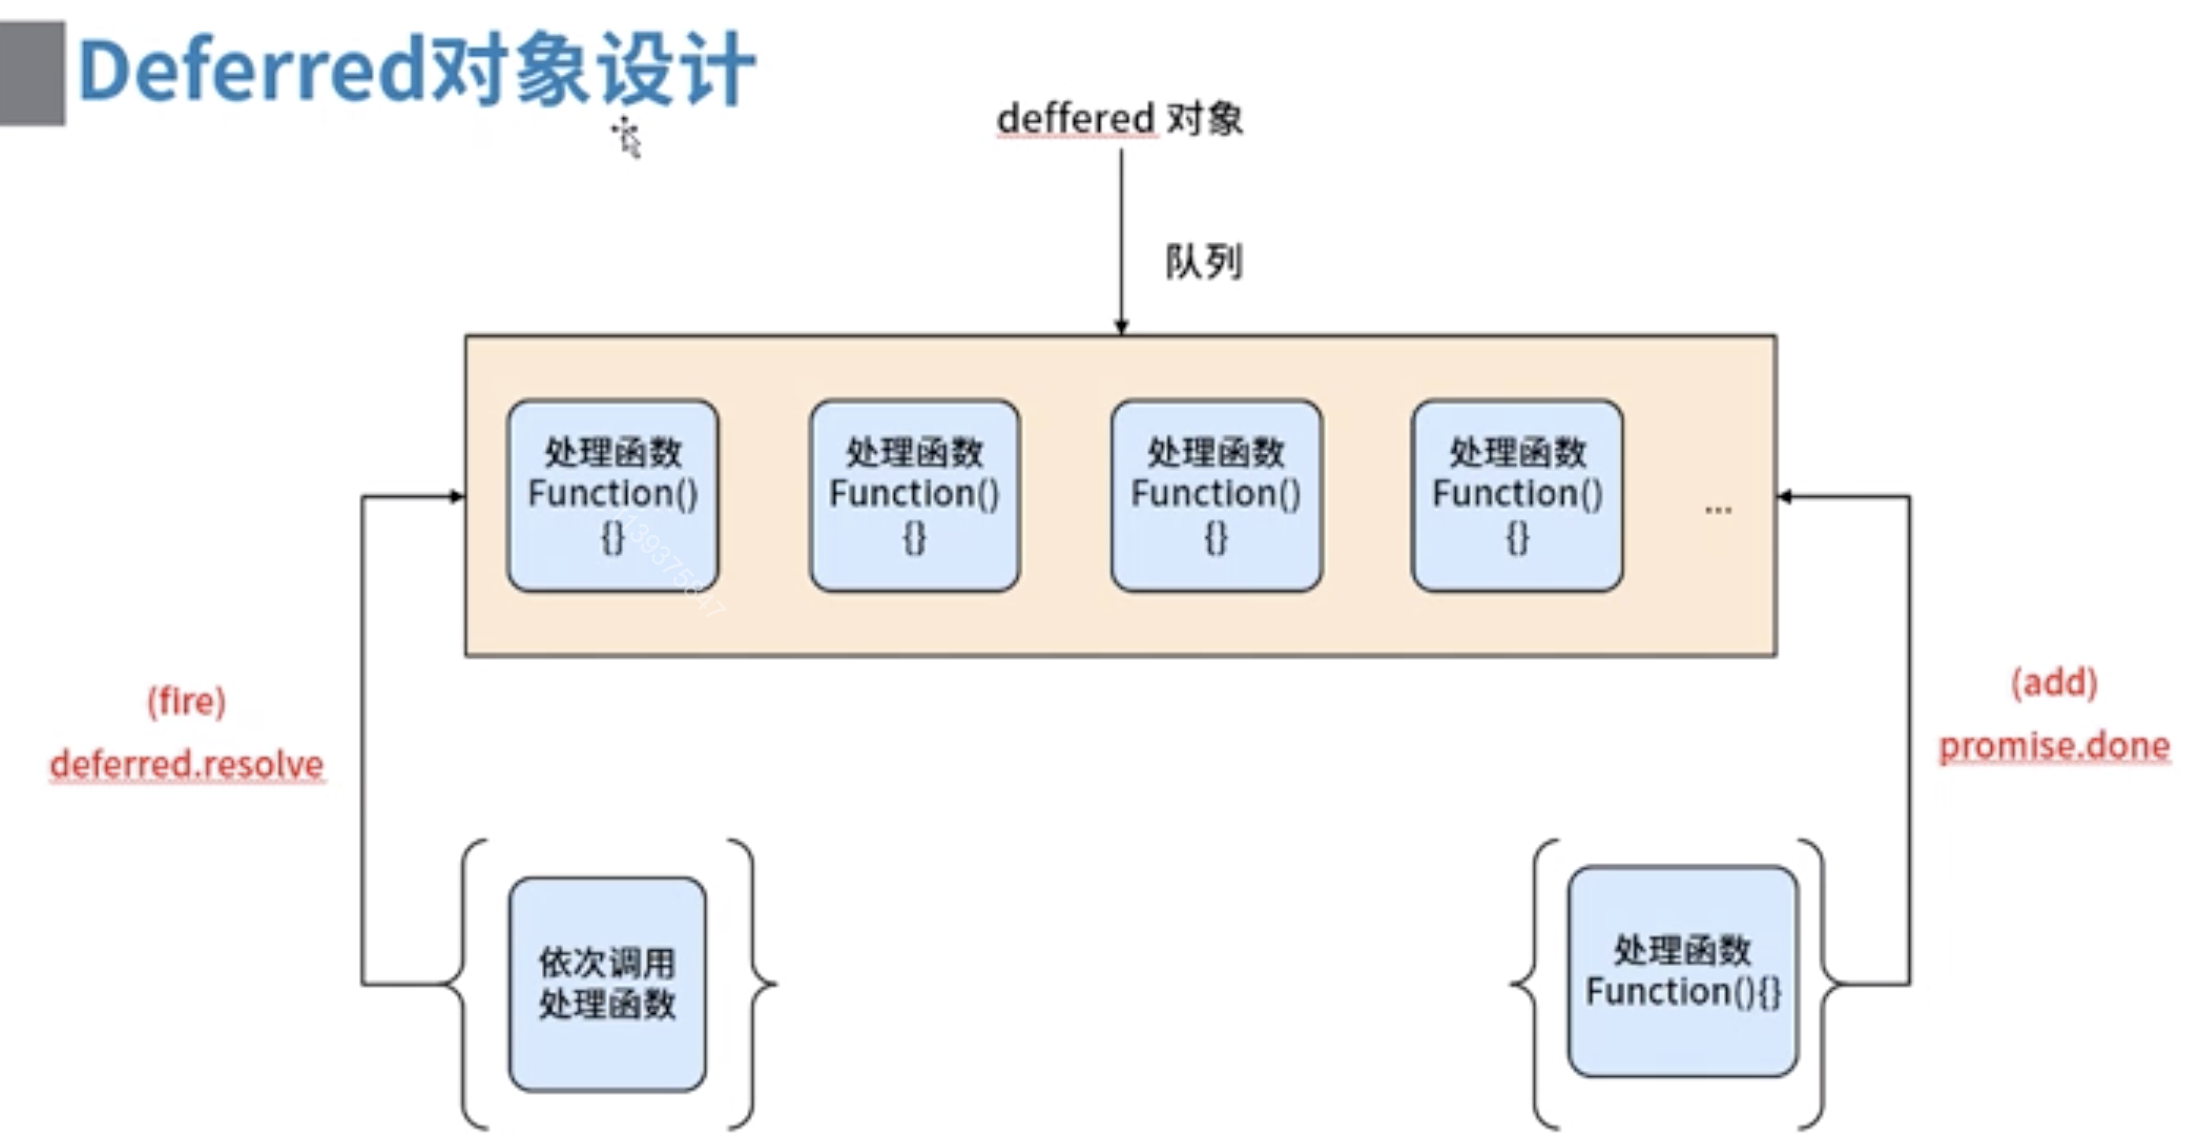 Deferred对象设计
deffered 对象
队列
处理函数
Function()
{}
处理函数
Function()
{}
处理函数
Function()
{}
处理函数
Function()
{}
...
(fire)
deferred.resolve
(add)
promise.done
依次调用
处理函数
处理函数
Function(){}